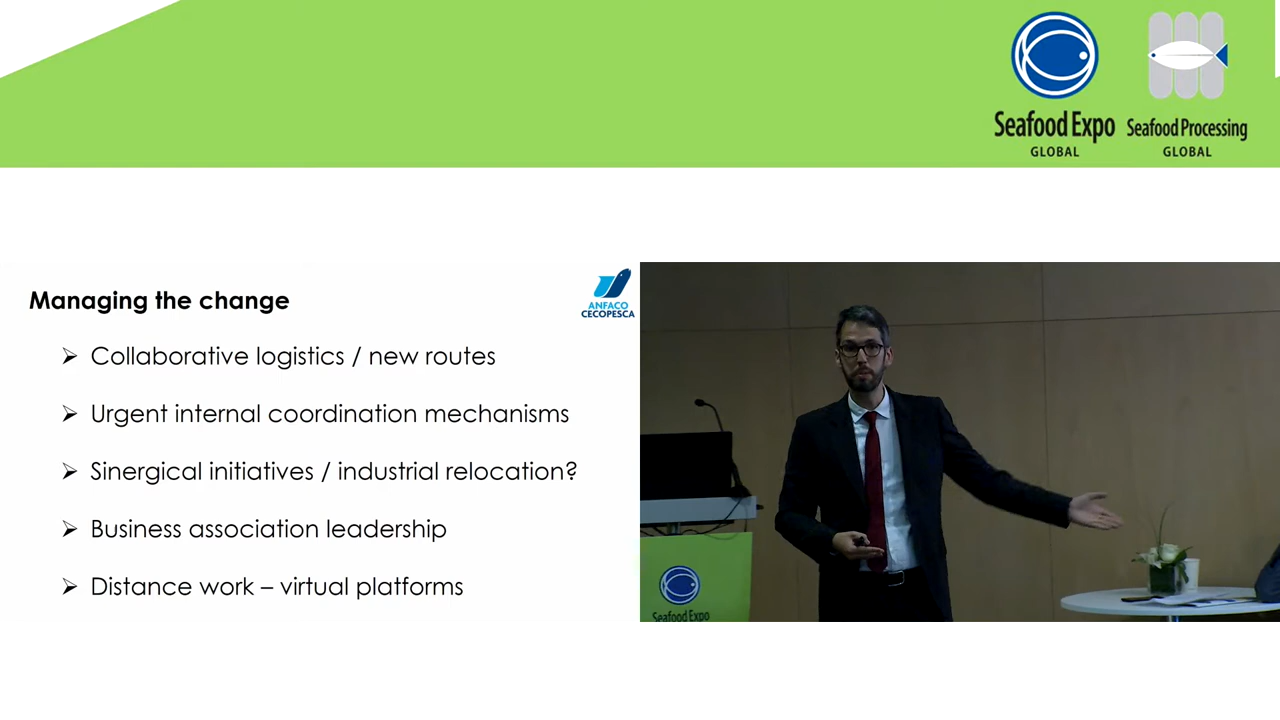 Seafood Expo
GLOBAL
Seafood Processing
GLOBAL
Managing the change
ANFACO
CECOPESCA
➢ Collaborative logistics / new routes
➢ Urgent internal coordination mechanisms
➢ Sinergical initiatives / industrial relocation?
➢ Business association leadership
➢ Distance work – virtual platforms
Seafood Expo